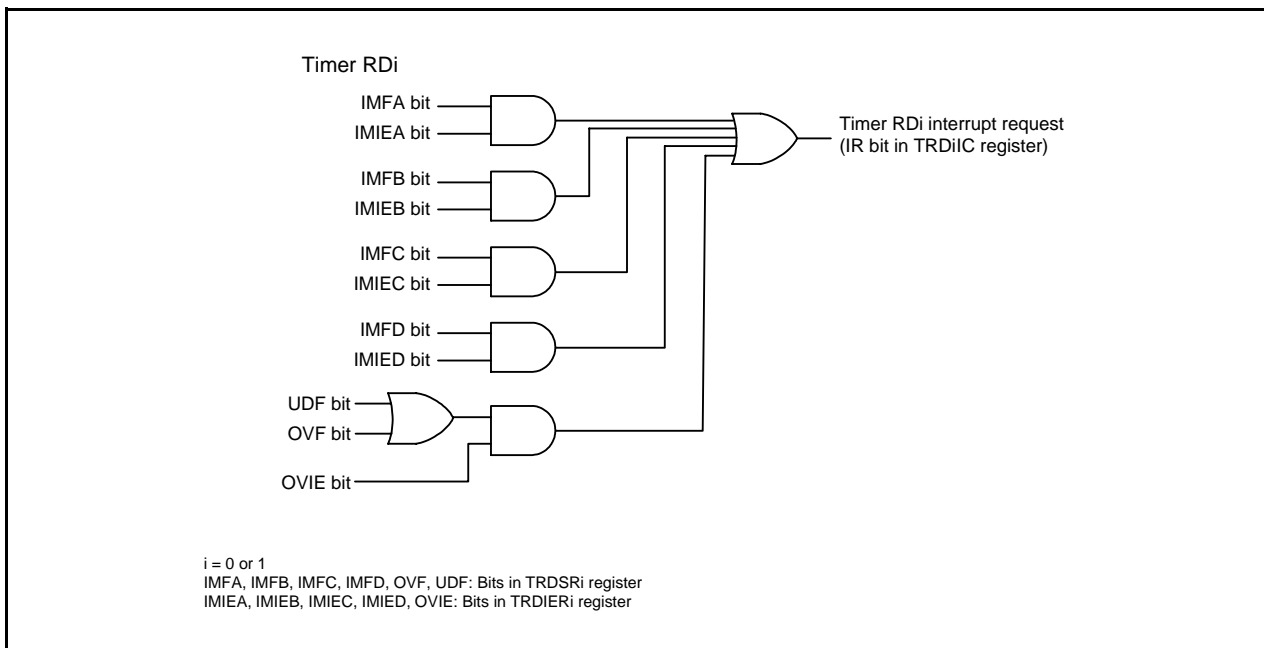 Timer RDi
IMFA bit
IMIEA bit
IMFB bit
IMIEB bit
IMFC bit
IMIEC bit
IMFD bit
IMIED bit
UDF bit
OVF bit
OVIE bit
Timer RDi interrupt request
(IR bit in TRDiIC register)
i = 0 or 1
IMFA, IMFB, IMFC, IMFD, OVF, UDF: Bits in TRDSRi register
IMIEA, IMIEB, IMIEC, IMIED, OVIE: Bits in TRDIERi register